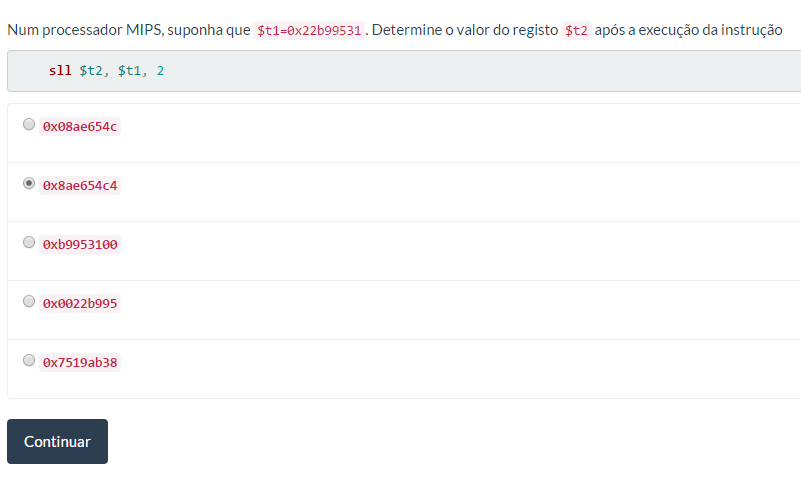 Num processador MIPS, suponha que $t1=0x22b99531. Determine o valor do registo $t2 após a execução da instrução
sll $t2, $t1, 2
0x08ae654c
0x8ae654c4
0xb9953100
0x0022b995
0x7519ab38
Continuar